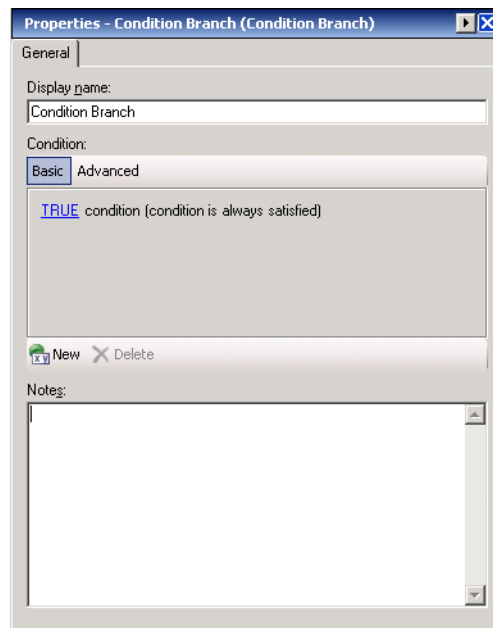 Properties - Condition Branch (Condition Branch)
General
Display name:
Condition Branch
Condition:
Basic Advanced
TRUE condition (condition is always satisfied)
New Delete
Notes: